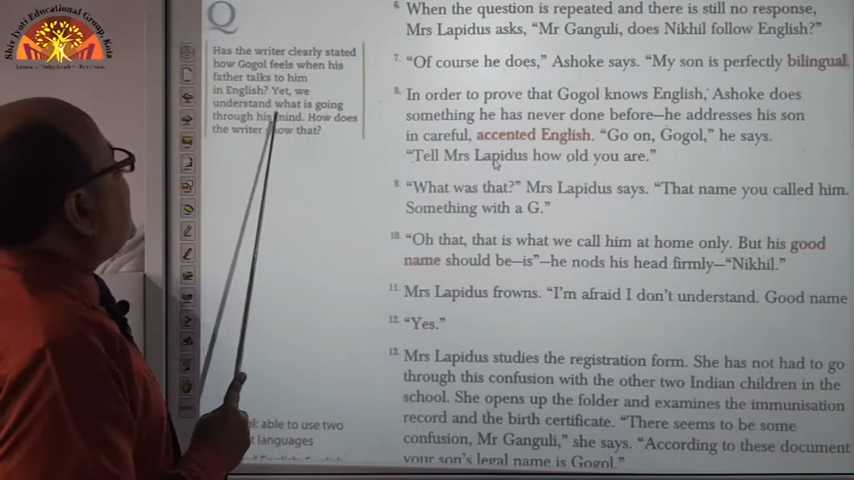 Shiv Jyoti Educational Group, Kota
Q
Has the writer clearly stated
how Gogol feels when his
father talks to him
in English? Yet, we
understand what is going
through his mind. How does
the writer show that?
able to use two
languages
6. When the question is repeated and there is still no response,
Mrs Lapidus asks, “Mr Ganguli, does Nikhil follow English?”
7. “Of course he does,” Ashoke says. “My son is perfectly bilingual.
8. In order to prove that Gogol knows English, Ashoke does
something he has never done before—he addresses his son
in careful, accented English. “Go on, Gogol,” he says.
“Tell Mrs Lapidus how old you are.”
9. “What was that?” Mrs Lapidus says. “That name you called him.
Something with a G.”
10. “Oh that, that is what we call him at home only. But his good
name should be—is”—he nods his head firmly—“Nikhil.”
11. Mrs Lapidus frowns. “I'm afraid I don't understand. Good name
12. “Yes.”
13. Mrs Lapidus studies the registration form. She has not had to go
through this confusion with the other two Indian children in the
school. She opens up the folder and examines the immunisation
record and the birth certificate. “There seems to be some
confusion, Mr Ganguli,” she says. “According to these document
your son's legal name is Gogol.”